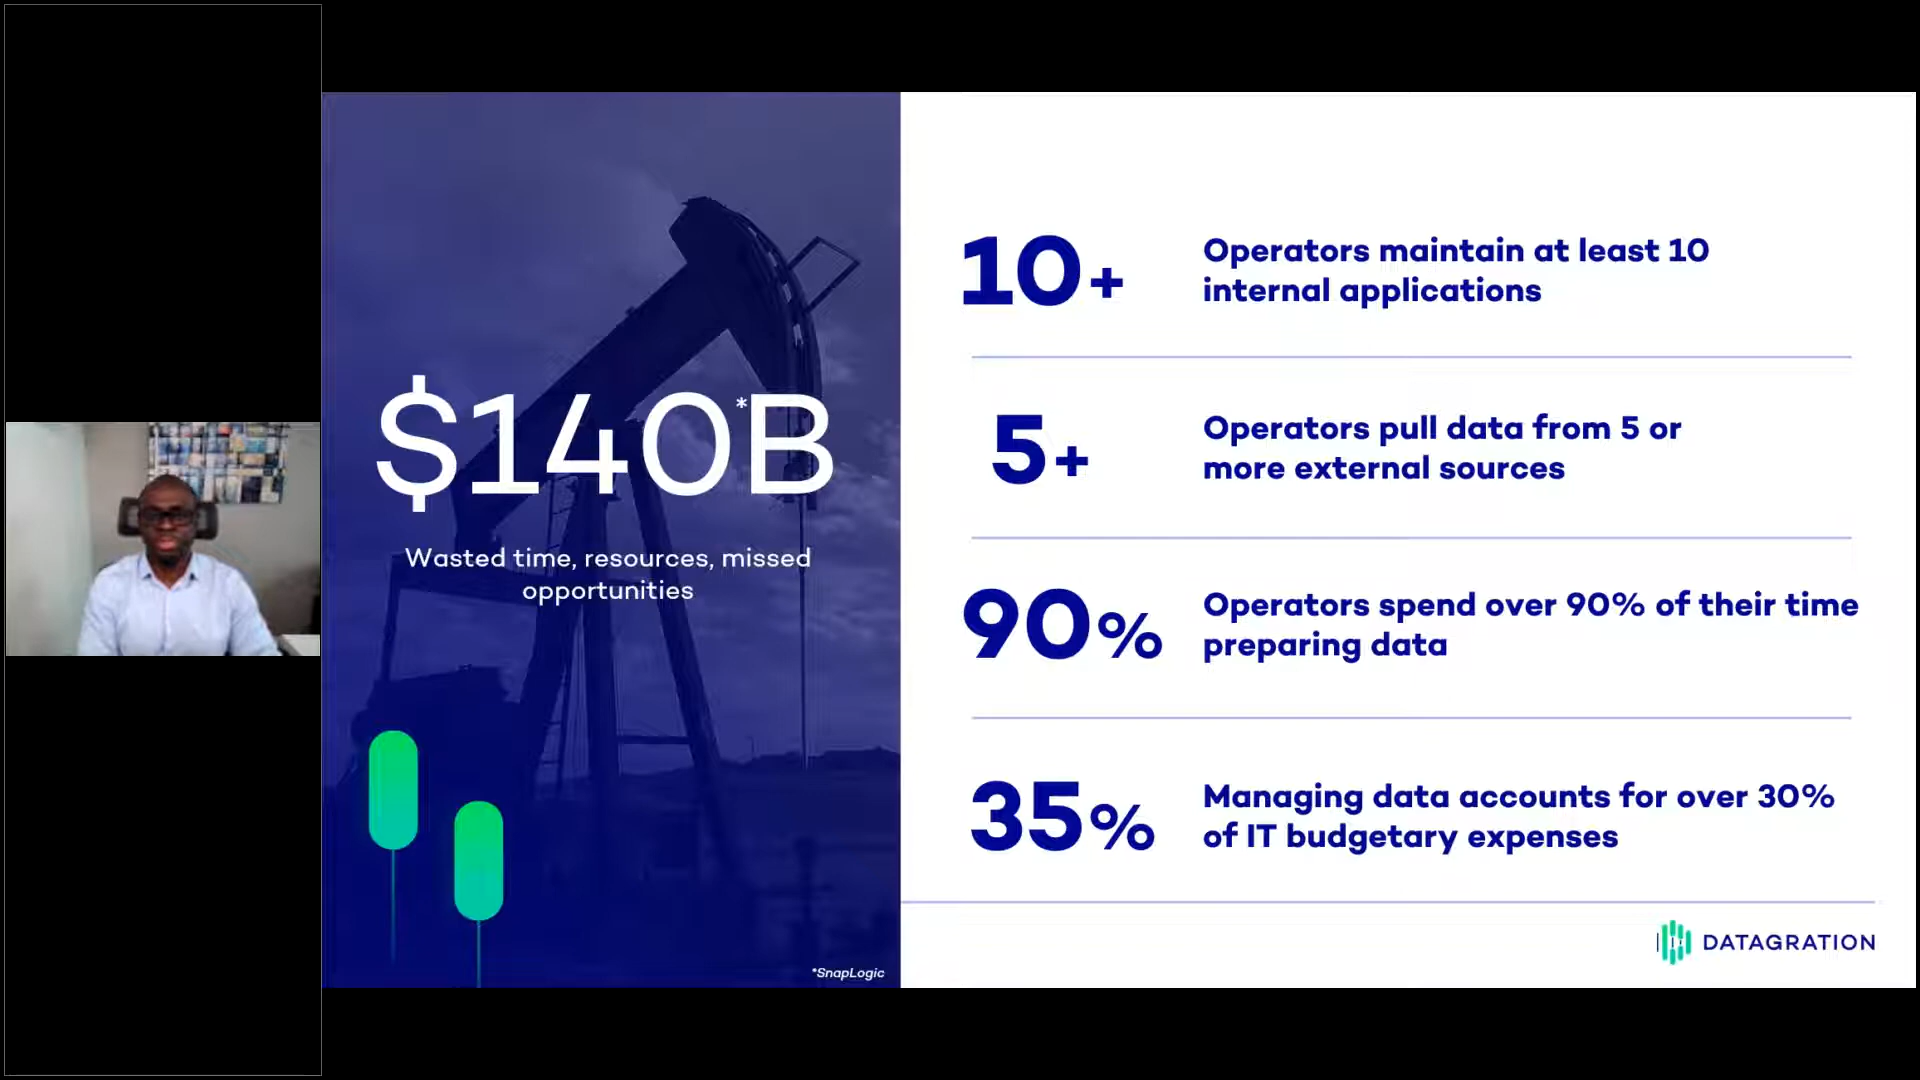 $140*B
Wasted time, resources, missed
opportunities
*SnapLogic
10+
Operators maintain at least 10
internal applications
5+
Operators pull data from 5 or
more external sources
90%
Operators spend over 90% of their time
preparing data
35%
Managing data accounts for over 30%
of IT budgetary expenses
DATAGRATION